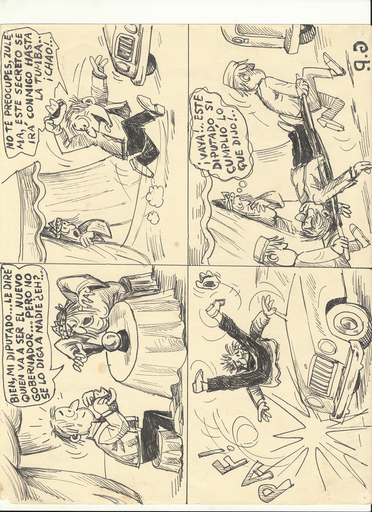 BIEN, MI DIPUTADO...LE DIRE
QUIEN VA A SER EL NUEVO
GOBERNADOR...PERO NO
SE LO DIGA A NADIE ¿EH?..
NO TE PREOCUPES, ZULE
MA, ESTE SECRETO SE
IRA CONMIGO HASTA
LA TUMBA...
¡CHAO!..
¡VAYA!..ESTE
DIPUTADO SI
CUMPLIO LO
QUE DIJO!..